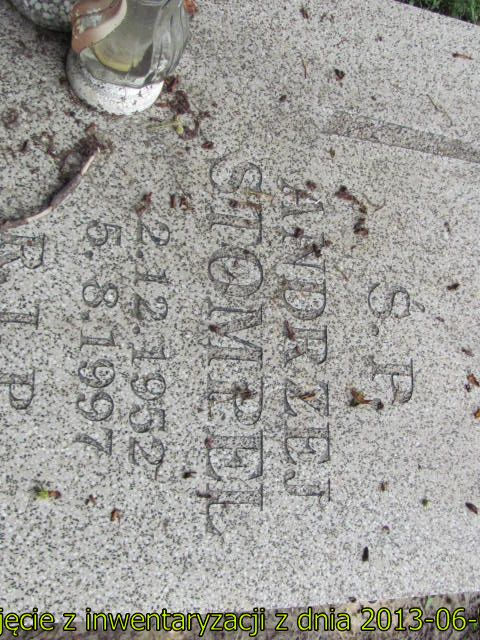 Ś.P.
ANDRZEJ
STOMPEL
2.12.1952
5.8.1997
R I P
jęcie z inwentaryzacji z dnia 2013-06-